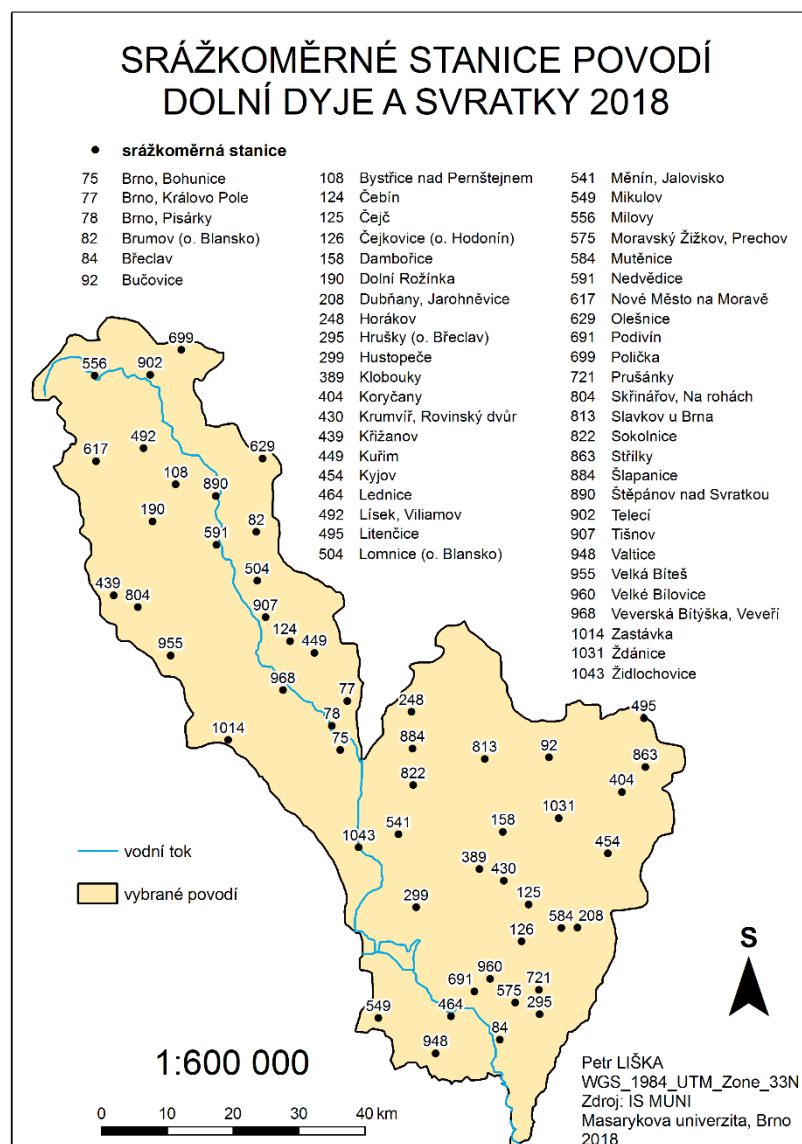 SRÁŽKOMĚRNÉ STANICE POVODÍ
DOLNÍ DYJE A SVRATKY 2018
srážkoměrná stanice
75 Brno, Bohunice
77 Brno, Královo Pole
78 Brno, Pisárky
82 Brumov (o. Blansko)
84 Břeclav
92 Bučovice
108 Bystřice nad Pernštejnem
124 Čebín
125 Čejč
126 Čejkovice (o. Hodonín)
158 Dambořice
190 Dolní Rožínka
208 Dubňany, Jarohněvice
248 Horákov
295 Hrušky (o. Břeclav)
299 Hustopeče
389 Klobouky
404 Koryčany
430 Krumvíř, Rovinský dvůr
439 Křižanov
449 Kuřim
454 Kyjov
464 Lednice
492 Lísek, Viliamov
495 Litenčice
504 Lomnice (o. Blansko)
541 Měnín, Jalovisko
549 Mikulov
556 Milovy
575 Moravský Žižkov, Prechov
584 Mutěnice
591 Nedvědice
617 Nové Město na Moravě
629 Olešnice
691 Podivín
699 Polička
721 Prušánky
804 Skřinářov, Na rohách
813 Slavkov u Brna
822 Sokolnice
863 Střílky
884 Šlapanice
890 Štěpánov nad Svratkou
902 Telecí
907 Tišnov
948 Valtice
955 Velká Bíteš
960 Velké Bílovice
968 Veverská Bítýška, Veveří
1014 Zastávka
1031 Ždánice
1043 Židlochovice
699
556
902
492
617
629
108
890
190
82
591
504
439
804
907
124
449
955
968
77
248
495
78
1014
75
884
813
92
863
822
404
1031
541
158
1043
454
389
430
125
299
584
208
126
960
691
721
575
295
549
464
84
948
vodní tok
vybrané povodí
S
1:600 000
0 10 20 30 40 km
Petr LIŠKA
WGS_1984_UTM_Zone_33N
Zdroj: IS MUNI
Masarykova univerzita, Brno
2018